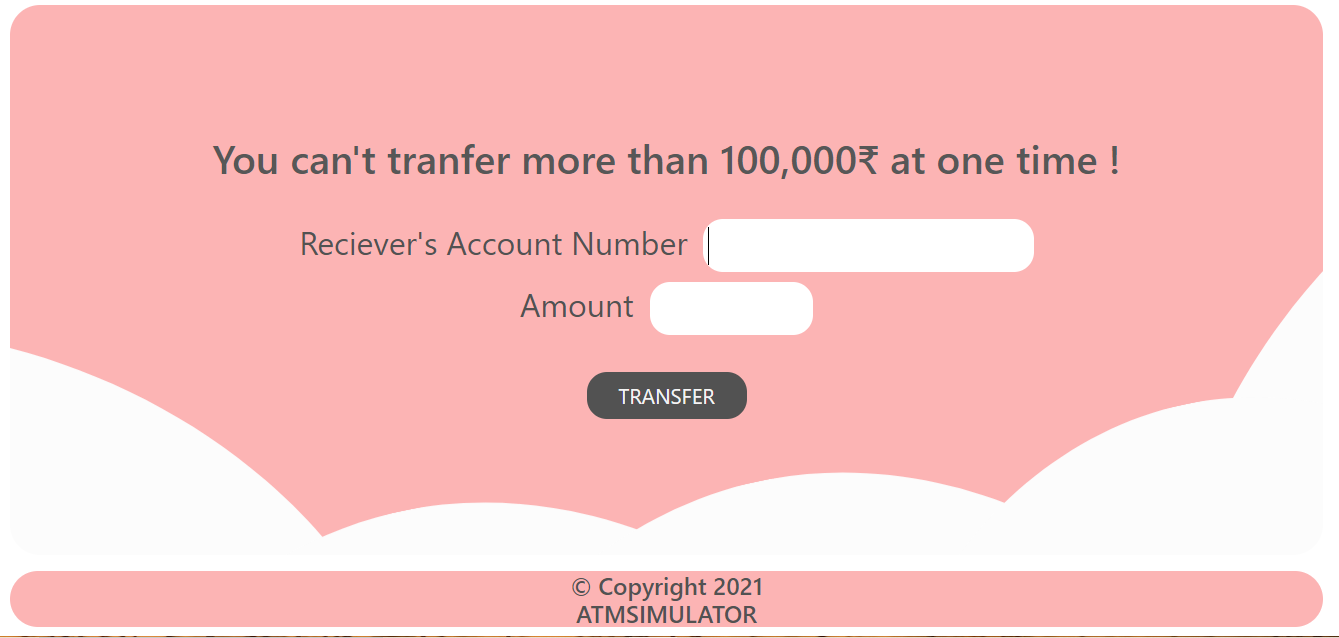 You can't tranfer more than 100,000₹ at one time !
Reciever's Account Number
Amount
TRANSFER
© Copyright 2021
ATMSIMULATOR